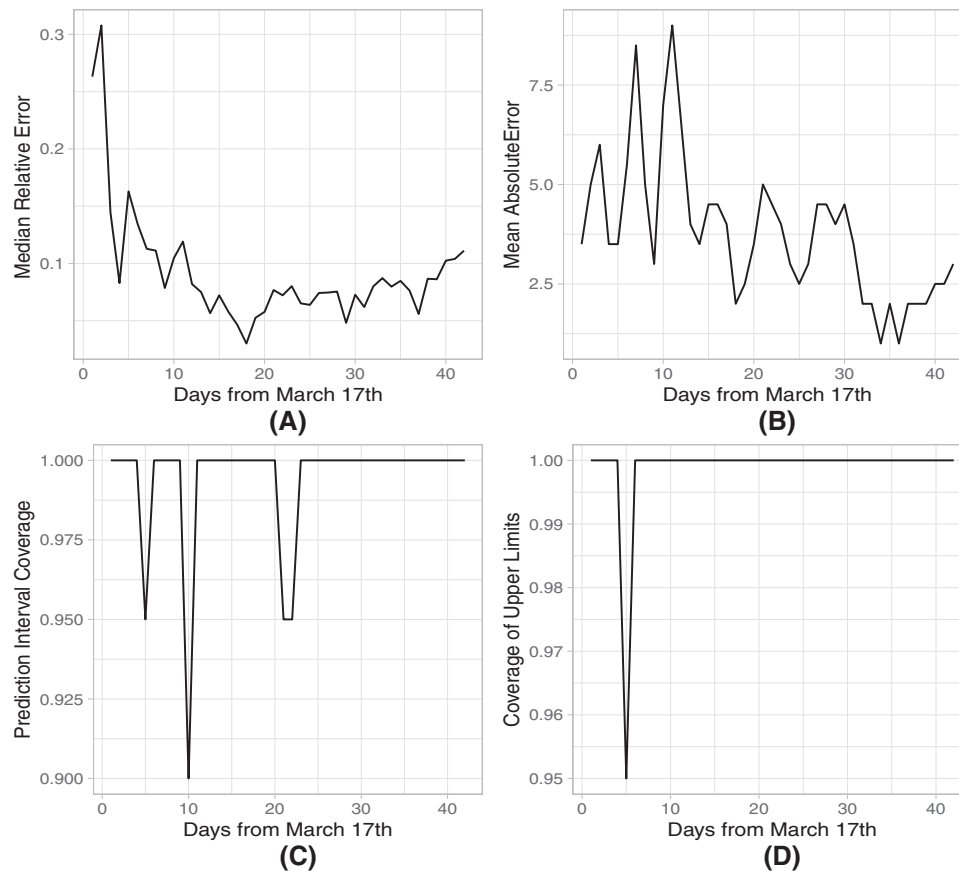 Median Relative Error
0.3
0.2
0.1
0 10 20 30 40
Days from March 17th
(A)
Mean AbsoluteError
7.5
5.0
2.5
0 10 20 30 40
Days from March 17th
(B)
Prediction Interval Coverage
1.000
0.975
0.950
0.925
0.900
0 10 20 30 40
Days from March 17th
(C)
Coverage of Upper Limits
1.00
0.99
0.98
0.97
0.96
0.95
0 10 20 30 40
Days from March 17th
(D)